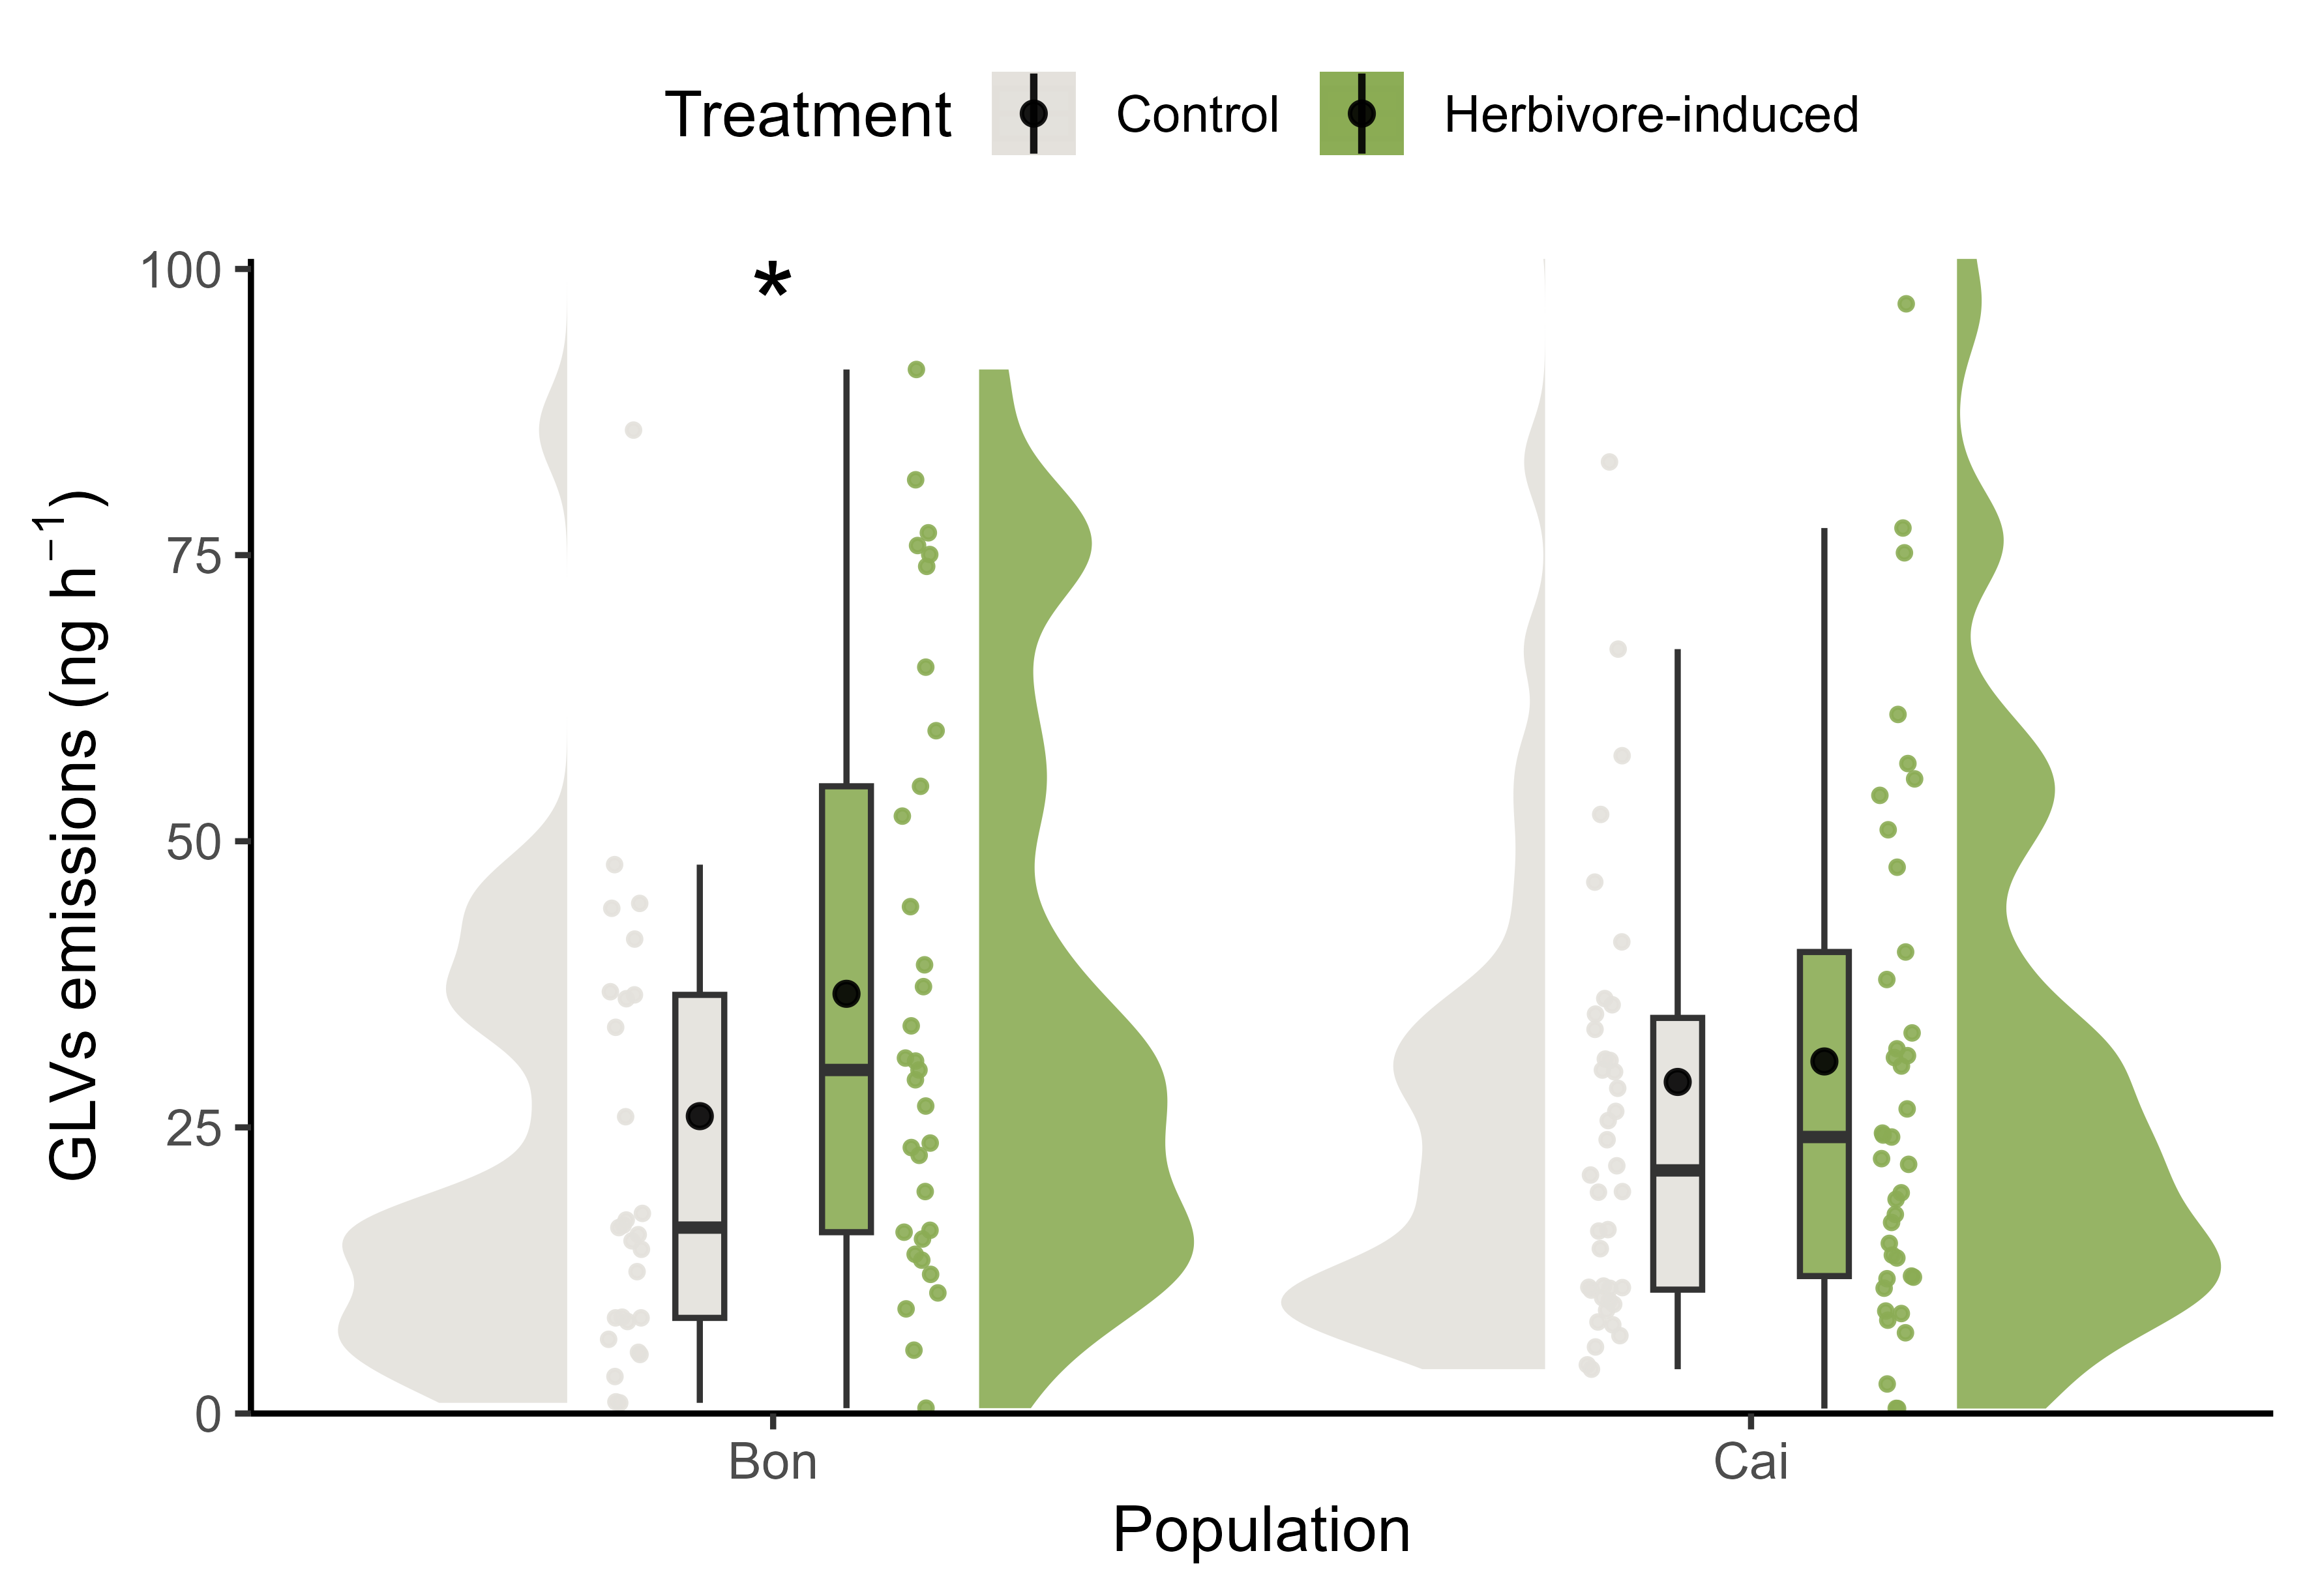 Treatment Control Herbivore-induced
*
100
75
50
25
0
GLVs emissions (ng h⁻¹)
Bon Cai
Population